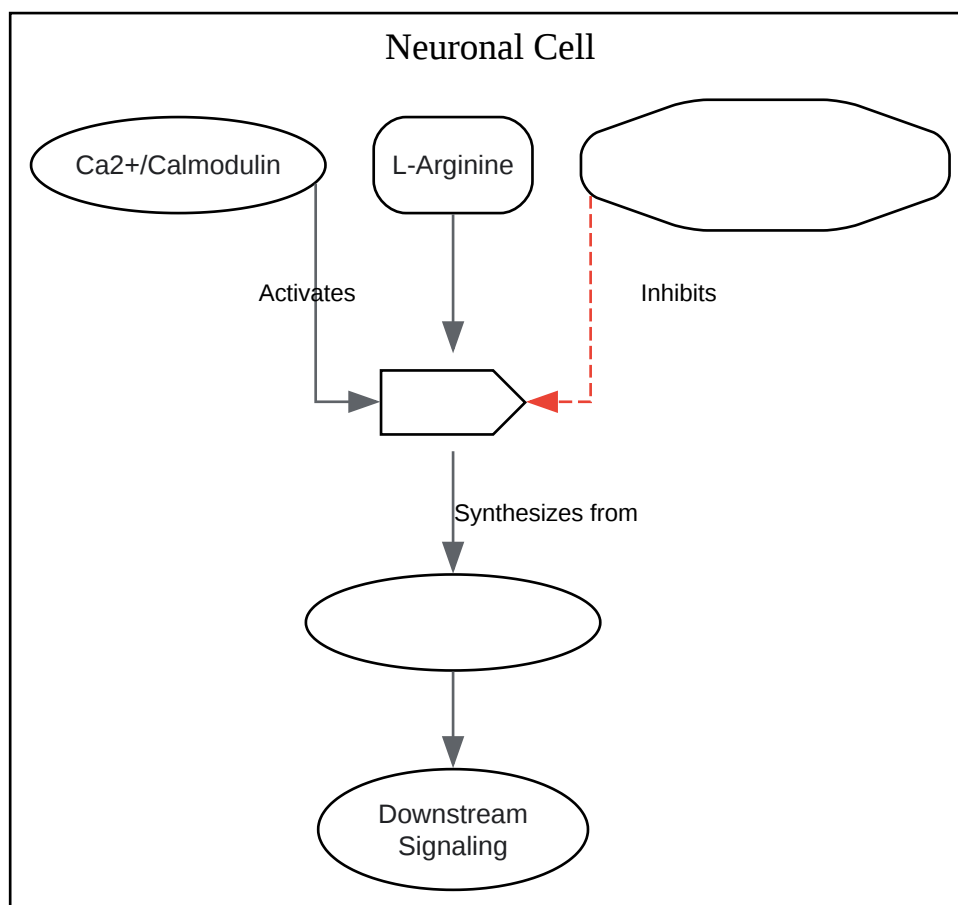 Neuronal Cell
Ca2+/Calmodulin
L-Arginine
Activates
Inhibits
Synthesizes from
Downstream
Signaling